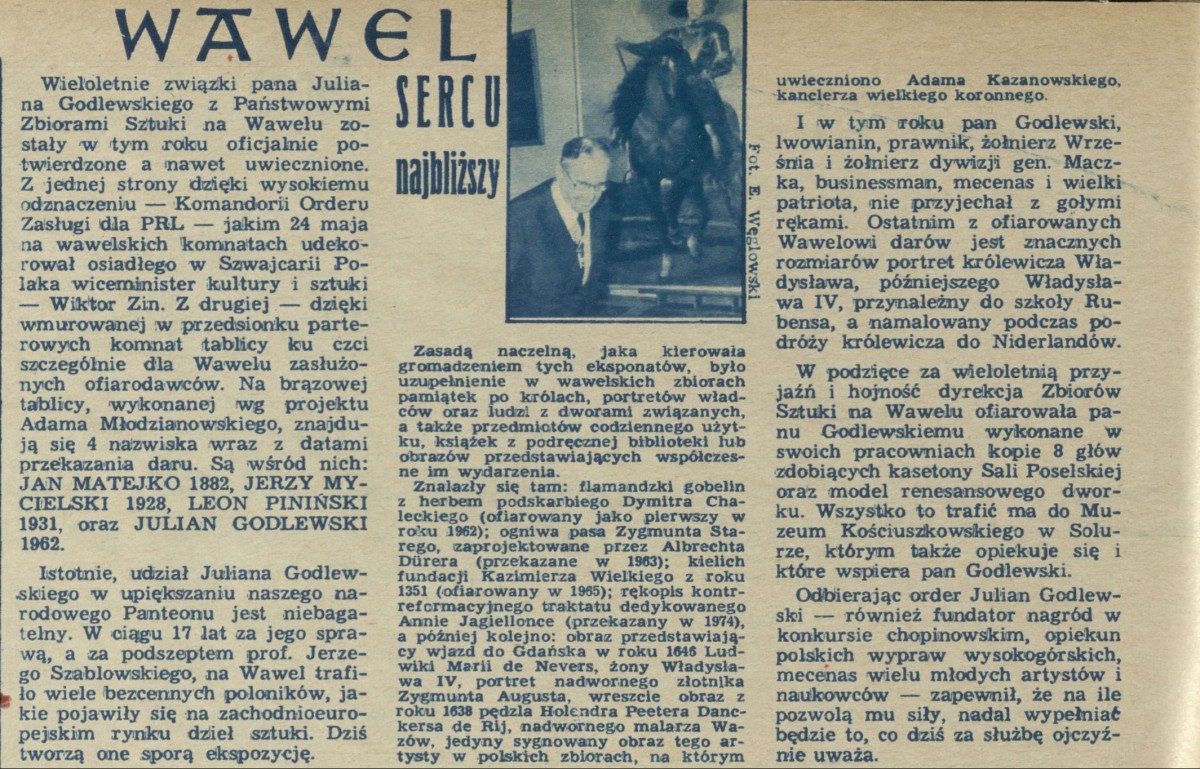 WAWEL
SERCU
najbliższy
Wieloletnie związki pana Julia-
na Godlewskiego z Państwowymi
Zbiorami Sztuki na Wawelu zo-
stały w tym roku oficjalnie po-
twierdzone a nawet uwiecznione.
Z jednej strony dzięki wysokiemu
odznaczeniu — Komandorii Orderu
Zasługi dla PRL — jakim 24 maja
na wawelskich komnatach udeko-
rował osiadłego w Szwajcarii Po-
laka wiceminister kultury i sztuki
— Wiktor Zin. Z drugiej — dzięki
wmurowanej w przedsionku parte-
rowych komnat tablicy ku czci
szczególnie dla Wawelu zasłużo-
nych ofiarodawców. Na brązowej
tablicy, wykonanej wg projektu
Adama Młodzianowskiego, znajdu-
ją się 4 nazwiska wraz z datami
przekazania daru. Są wśród nich:
JAN MATEJKO 1882, JERZY MY-
CIELSKI 1928, LEON PINIŃSKI
1931, oraz JULIAN GODLEWSKI
1962.
Istotnie, udział Juliana Godlew-
skiego w upiększaniu naszego na-
rodowego Panteonu jest niebaga-
telny. W ciągu 17 lat za jego spra-
wą, a za podszeptem prof. Jerze-
go Szablowskiego, na Wawel trafi-
ło wiele bezcennych poloników, ja-
kie pojawiły się na zachodnioeuro-
pejskim rynku dzieł sztuki. Dziś
tworzą one sporą ekspozycję.
Fot. E. Węglowski
Zasadą naczelną, jaka kierowała
gromadzeniem tych eksponatów, było
uzupełnienie w wawelskich zbiorach
pamiątek po królach, portretów wład-
ców oraz ludzi z dworami związanych,
a także przedmiotów codziennego użyt-
ku, książek z podręcznej biblioteki lub
obrazów przedstawiających współczes-
ne im wydarzenia.
Znalazły się tam: flamandzki gobelin
z herbem podskarbiego Dymitra Cha-
leckiego (ofiarowany jako pierwszy w
roku 1962); ogniwa pasa Zygmunta Sta-
rego, zaprojektowane przez Albrechta
Dürera (przekazane w 1963); kielich
fundacji Kazimierza Wielkiego z roku
1351 (ofiarowany w 1965); rękopis kontr-
reformacyjnego traktatu dedykowanego
Annie Jagiellonce (przekazany w 1974),
a później kolejno: obraz przedstawiają-
cy wjazd do Gdańska w roku 1646 Lud-
wiki Marii de Nevers, żony Władysła-
wa IV, portret nadwornego złotnika
Zygmunta Augusta, wreszcie obraz z
roku 1638 pędzla Holendra Peetera Danc-
kersa de Rij, nadwornego malarza Wa-
zów, jedyny sygnowany obraz tego ar-
tysty w polskich zbiorach, na którym
uwieczniono Adama Kazanowskiego,
kanclerza wielkiego koronnego.
I w tym roku pan Godlewski,
lwowianin, prawnik, żołnierz Wrze-
śnia i żołnierz dywizji gen. Macz-
ka, businessman, mecenas i wielki
patriota, nie przyjechał z gołymi
rękami. Ostatnim z ofiarowanych
Wawelowi darów jest znacznych
rozmiarów portret królewicza Wła-
dysława, późniejszego Władysła-
wa IV, przynależny do szkoły Ru-
bensa, a namalowany podczas po-
dróży królewicza do Niderlandów.
W podzięce za wieloletnią przy-
jaźń i hojność dyrekcja Zbiorów
Sztuki na Wawelu ofiarowała pa-
nu Godlewskiemu wykonane w
swoich pracowniach kopie 8 głów
zdobiących kasetony Sali Poselskiej
oraz model renesansowego dwor-
ku. Wszystko to trafić ma do Mu-
zeum Kościuszkowskiego w Solu-
rze, którym także opiekuje się i
które wspiera pan Godlewski.
Odbierając order Julian Godlew-
ski — również fundator nagród w
konkursie chopinowskim, opiekun
polskich wypraw wysokogórskich,
mecenas wielu młodych artystów i
naukowców — zapewnił, że na ile
pozwolą mu siły, nadal wypełniać
będzie to, co dziś za służbę ojczyź-
nie uważa.